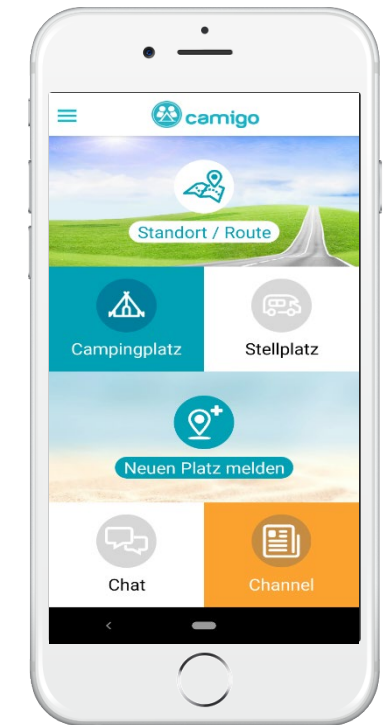 camigo
Standort / Route
Campingplatz
Stellplatz
Neuen Platz melden
Chat
Channel